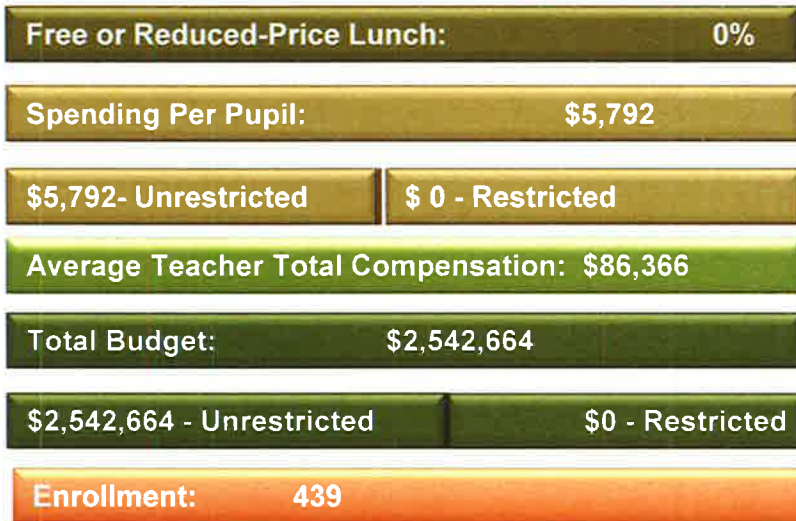 Free or Reduced-Price Lunch: 0%
Spending Per Pupil: $5,792
$5,792- Unrestricted $ 0 - Restricted
Average Teacher Total Compensation: $86,366
Total Budget: $2,542,664
$2,542,664 - Unrestricted $0 - Restricted
Enrollment: 439